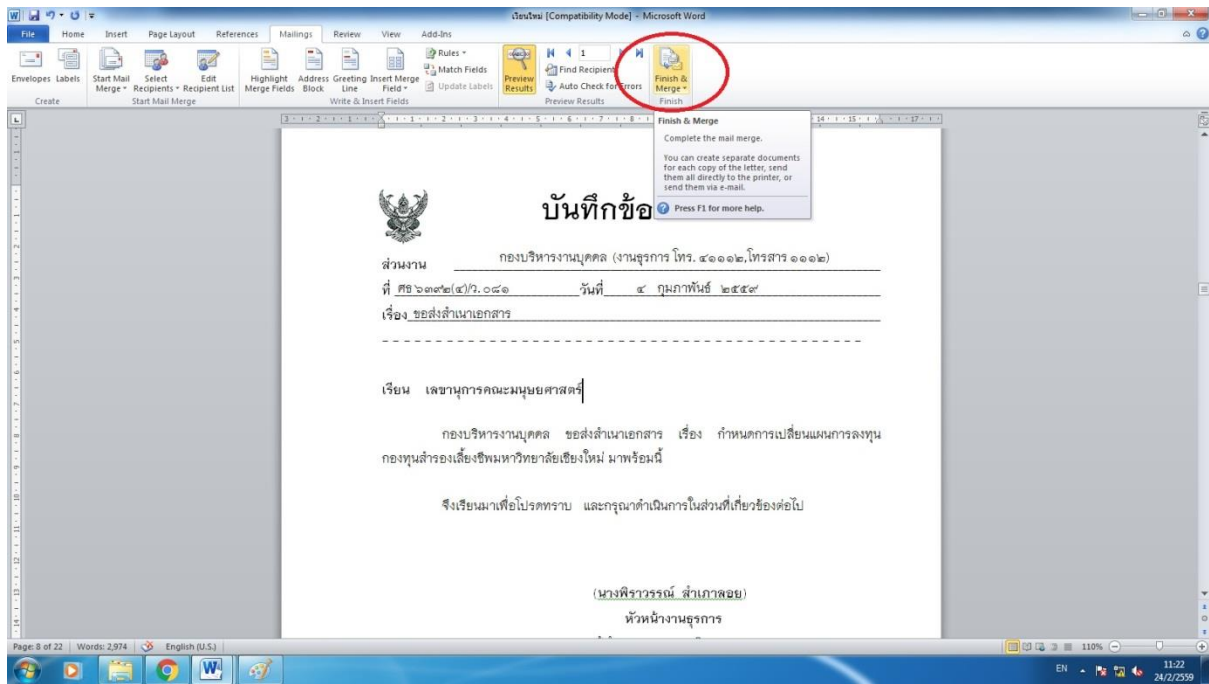 เวียนใหม่ [Compatibility Mode] - Microsoft Word
File Home Insert Page Layout References Mailings Review View Add-Ins
Envelopes Labels Start Mail Merge Select Recipients Edit Recipient List Highlight Merge Fields Address Block Greeting Line Insert Merge Field Rules Match Fields Update Labels Preview Results 1 Find Recipient Auto Check for Errors Finish & Merge
Create Start Mail Merge Write & Insert Fields Preview Results Finish
Finish & Merge
Complete the mail merge.
You can create separate documents
for each copy of the letter, send
them all directly to the printer, or
send them via e-mail.
Press F1 for more help.
บันทึกข้อ
ส่วนงาน กองบริหารงานบุคคล (งานธุรการ โทร. ๔๑๑๑๒,โทรสาร ๑๑๑๒)
ที่ ศธ ๖๓๙๒(๔)/ว. ๐๘๑ วันที่ ๔ กุมภาพันธ์ ๒๕๕๙
เรื่อง ขอส่งสำเนาเอกสาร
เรียน เลขานุการคณะมนุษยศาสตร์
กองบริหารงานบุคคล ขอส่งสำเนาเอกสาร เรื่อง กำหนดการเปลี่ยนแผนการลงทุน
กองทุนสำรองเลี้ยงชีพมหาวิทยาลัยเชียงใหม่ มาพร้อมนี้
จึงเรียนมาเพื่อโปรดทราบ และกรุณาดำเนินการในส่วนที่เกี่ยวข้องต่อไป
(นางพิราวรรณ์ สำเภาลอย)
หัวหน้างานธุรการ
Page: 8 of 22 Words: 2,974 English (U.S.) 110%
EN 11:22
24/2/2559